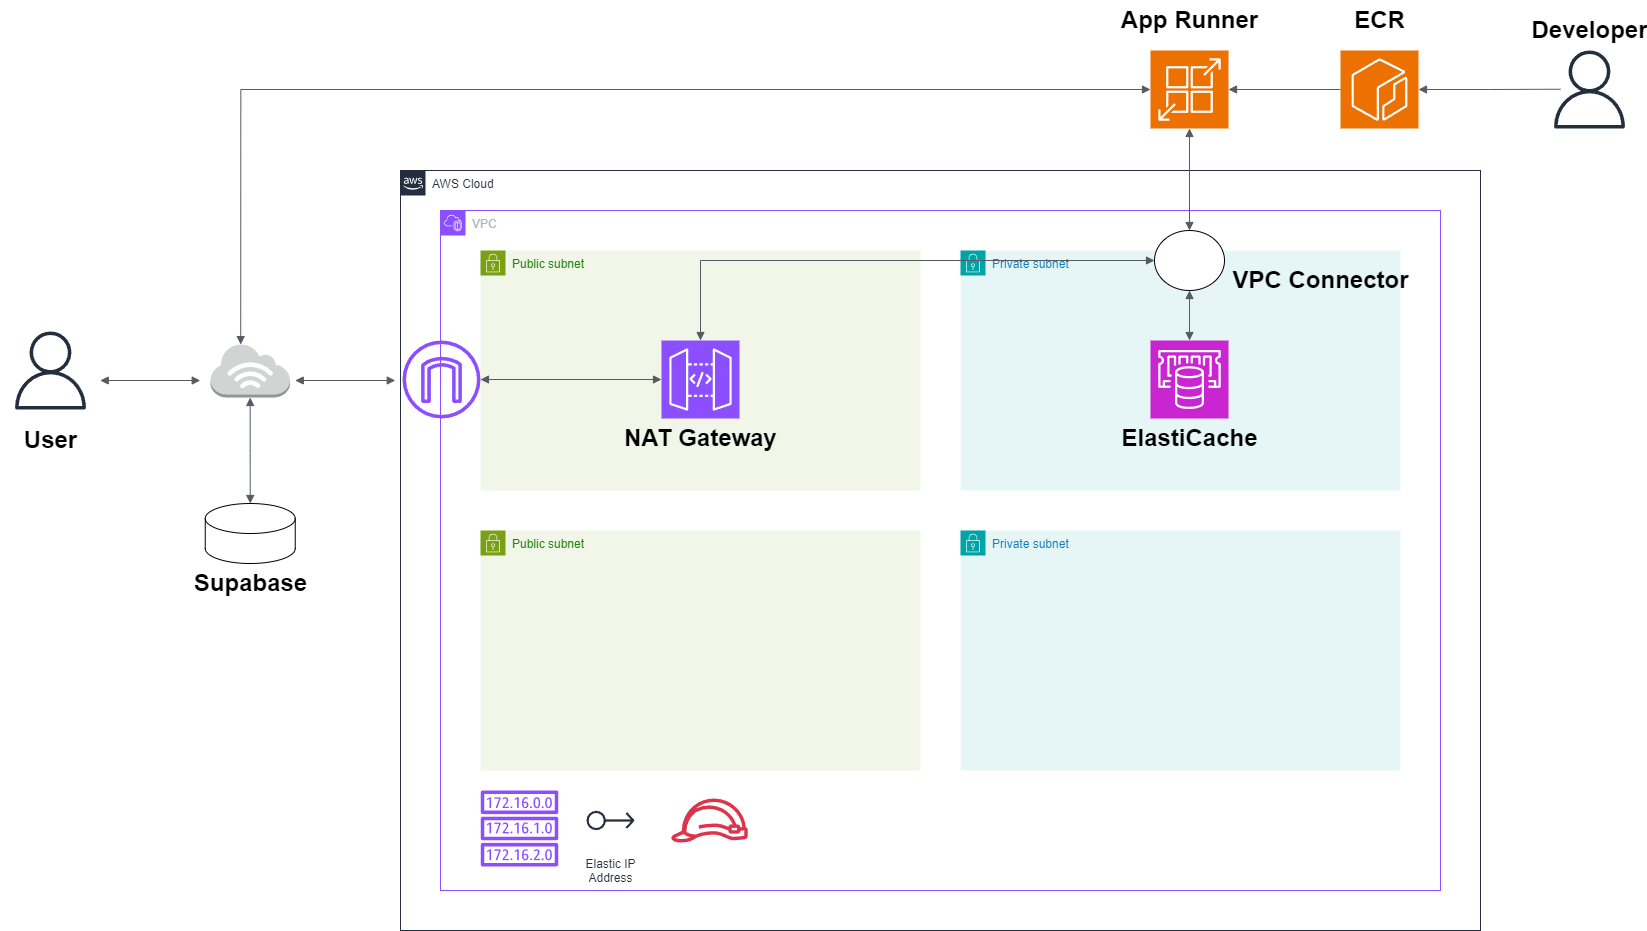 App Runner
ECR
Developer
aws
AWS Cloud
VPC
Public subnet
Private subnet
VPC Connector
</>
User
NAT Gateway
ElastiCache
Supabase
Public subnet
Private subnet
172.16.0.0
172.16.1.0
172.16.2.0
Elastic IP
Address